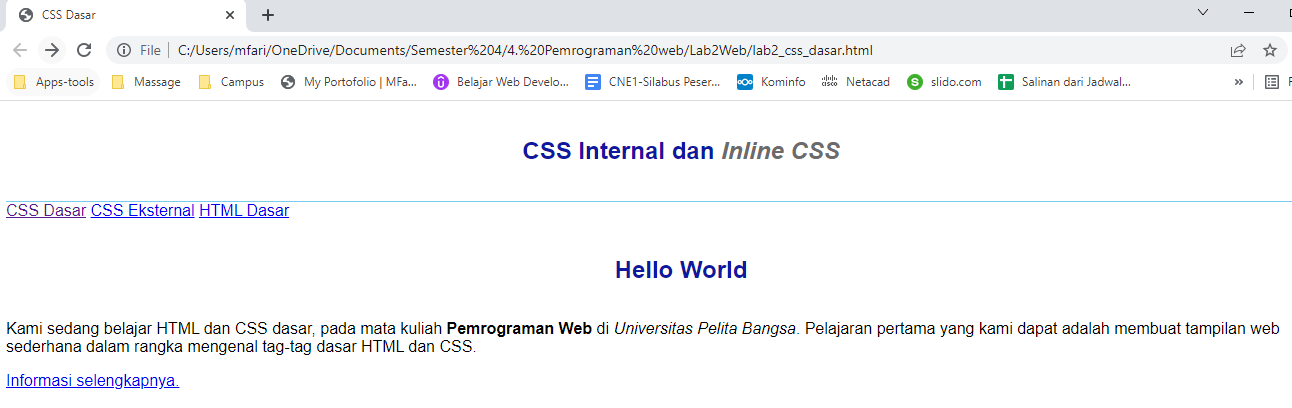 CSS Dasar
File | C:/Users/mfari/OneDrive/Documents/Semester%204/4.%20Pemrograman%20web/Lab2Web/lab2_css_dasar.html
Apps-tools Massage Campus My Portofolio | MFa... Belajar Web Develo... CNE1-Silabus Peser... Kominfo Netacad slido.com Salinan dari Jadwal... »
CSS Internal dan Inline CSS
CSS Dasar CSS Eksternal HTML Dasar
Hello World
Kami sedang belajar HTML dan CSS dasar, pada mata kuliah Pemrograman Web di Universitas Pelita Bangsa. Pelajaran pertama yang kami dapat adalah membuat tampilan web
sederhana dalam rangka mengenal tag-tag dasar HTML dan CSS.
Informasi selengkapnya.